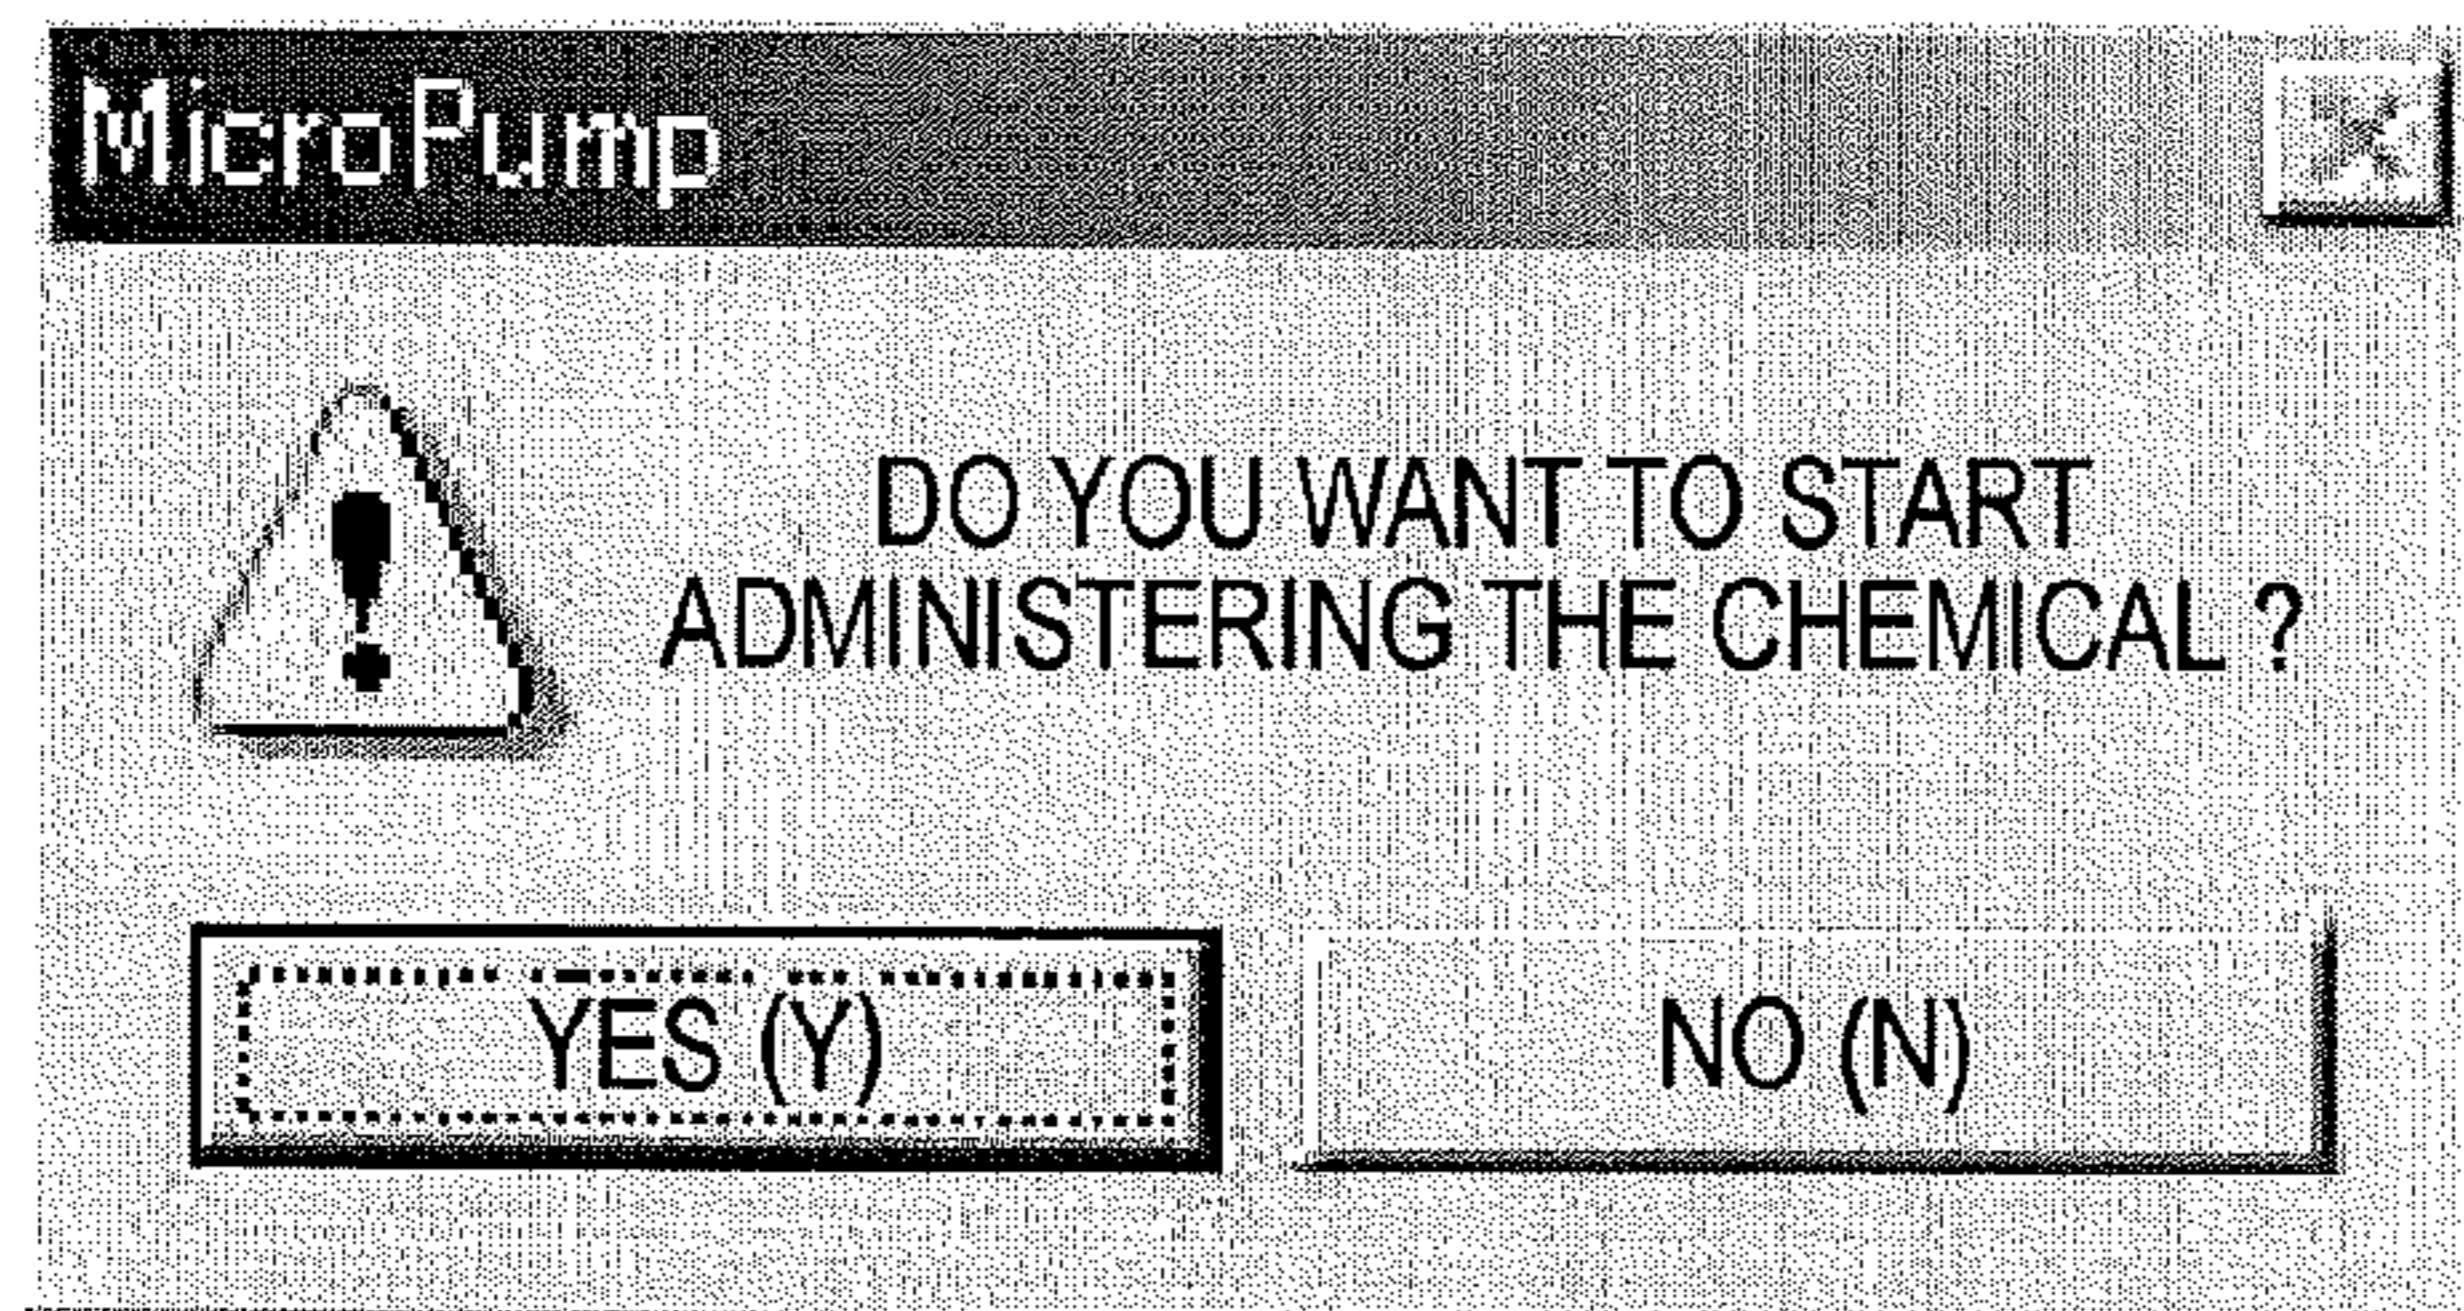 MicroPump
DO YOU WANT TO START
ADMINISTERING THE CHEMICAL ?
YES (Y)
NO (N)